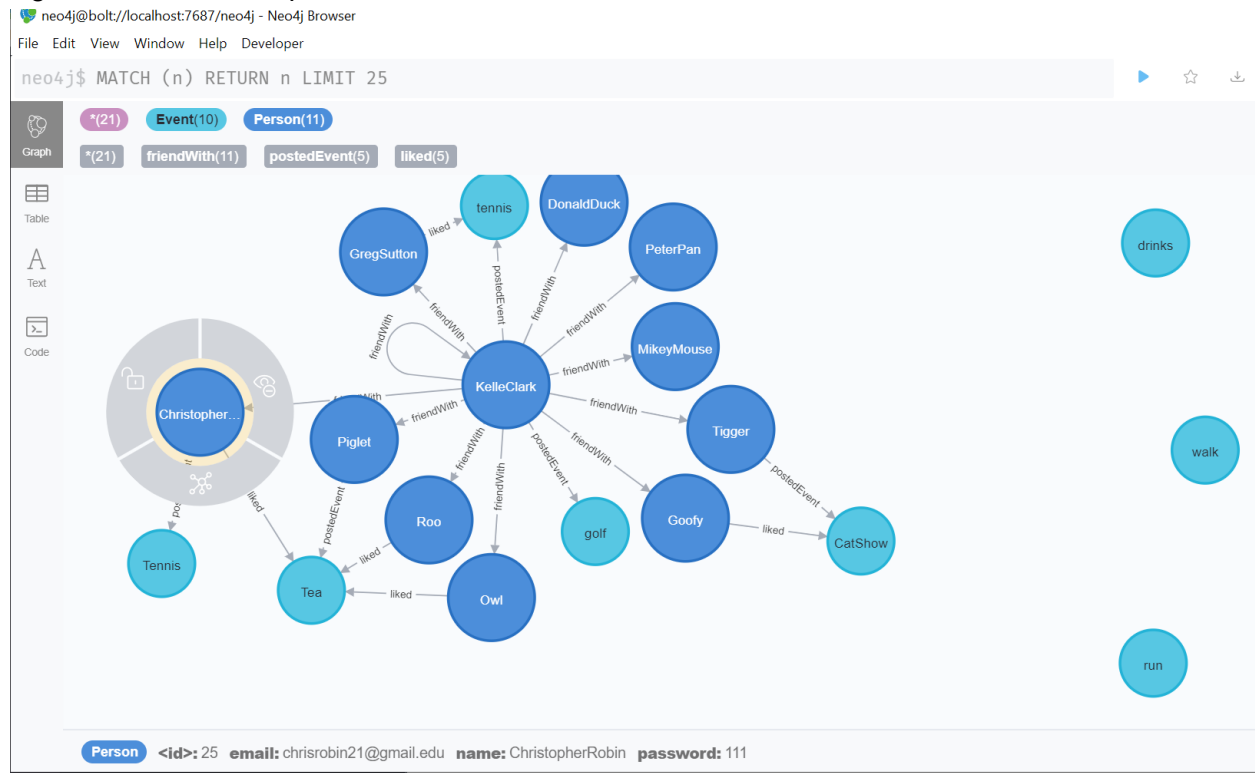 neo4j@bolt://localhost:7687/neo4j - Neo4j Browser
File Edit View Window Help Developer
neo4j$ MATCH (n) RETURN n LIMIT 25
*(21) Event(10) Person(11)
Graph
*(21) friendWith(11) postedEvent(5) liked(5)
Table
Text
Code
tennis
DonaldDuck
GregSutton
liked
PeterPan
drinks
postedEvent
friendWith
friendWith
friendWith
friendWith
MikeyMouse
friendWith
KelleClark
Christopher...
friendWith
friendWith
Tigger
Piglet
friendWith
friendWith
postedEvent
friendWith
walk
postedEvent
liked
postedEvent
Roo
golf
Goofy
liked
CatShow
Tennis
liked
Tea
liked
Owl
run
Person <id>: 25 email: chrisrobin21@gmail.edu name: ChristopherRobin password: 111